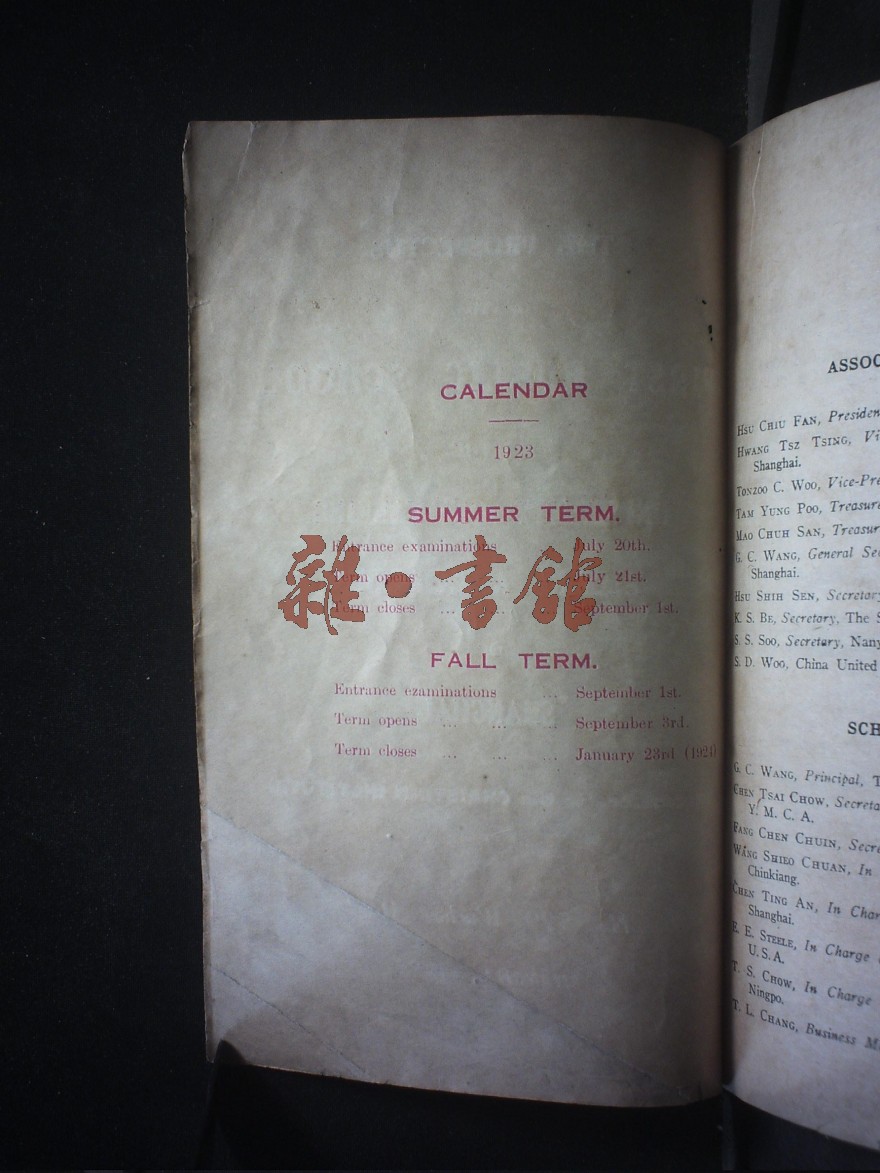 CALENDAR
1923
SUMMER TERM.
Entrance examinations July 20th.
Term opens ... July 21st.
Term closes ... September 1st.
FALL TERM.
Entrance ezaminations ... September 1st.
Term opens ... ... ... September 3rd.
Term closes ... ... ... January 23rd (1924)
雜·書館
ASSOC
HSU CHIU FAN, Presiden
HWANG TSZ TSING, Vi
Shanghai.
TONZOO C. WOO, Vice-Pre
TAM YUNG POO, Treasure
MAO CHUH SAN, Treasur
G. C. WANG, General Se
Shanghai.
HSU SHIH SEN, Secretary
K. S. BE, Secretary, The S
S. S. SOO, Secretary, Nany
S. D. WOO, China United
SCH
G. C. WANG, Principal, T
CHEN TSAI CHOW, Secreta
Y. M. C. A.
FANG CHEN CHUIN, Secre
WANG SHIEO CHUAN, In
Chinkiang.
CHEN TING AN, In Char
Shanghai.
E. E. STEELE, In Charge
U.S.A.
T. S. CHOW, In Charge
Ningpo.
T. L. CHANG, Business M